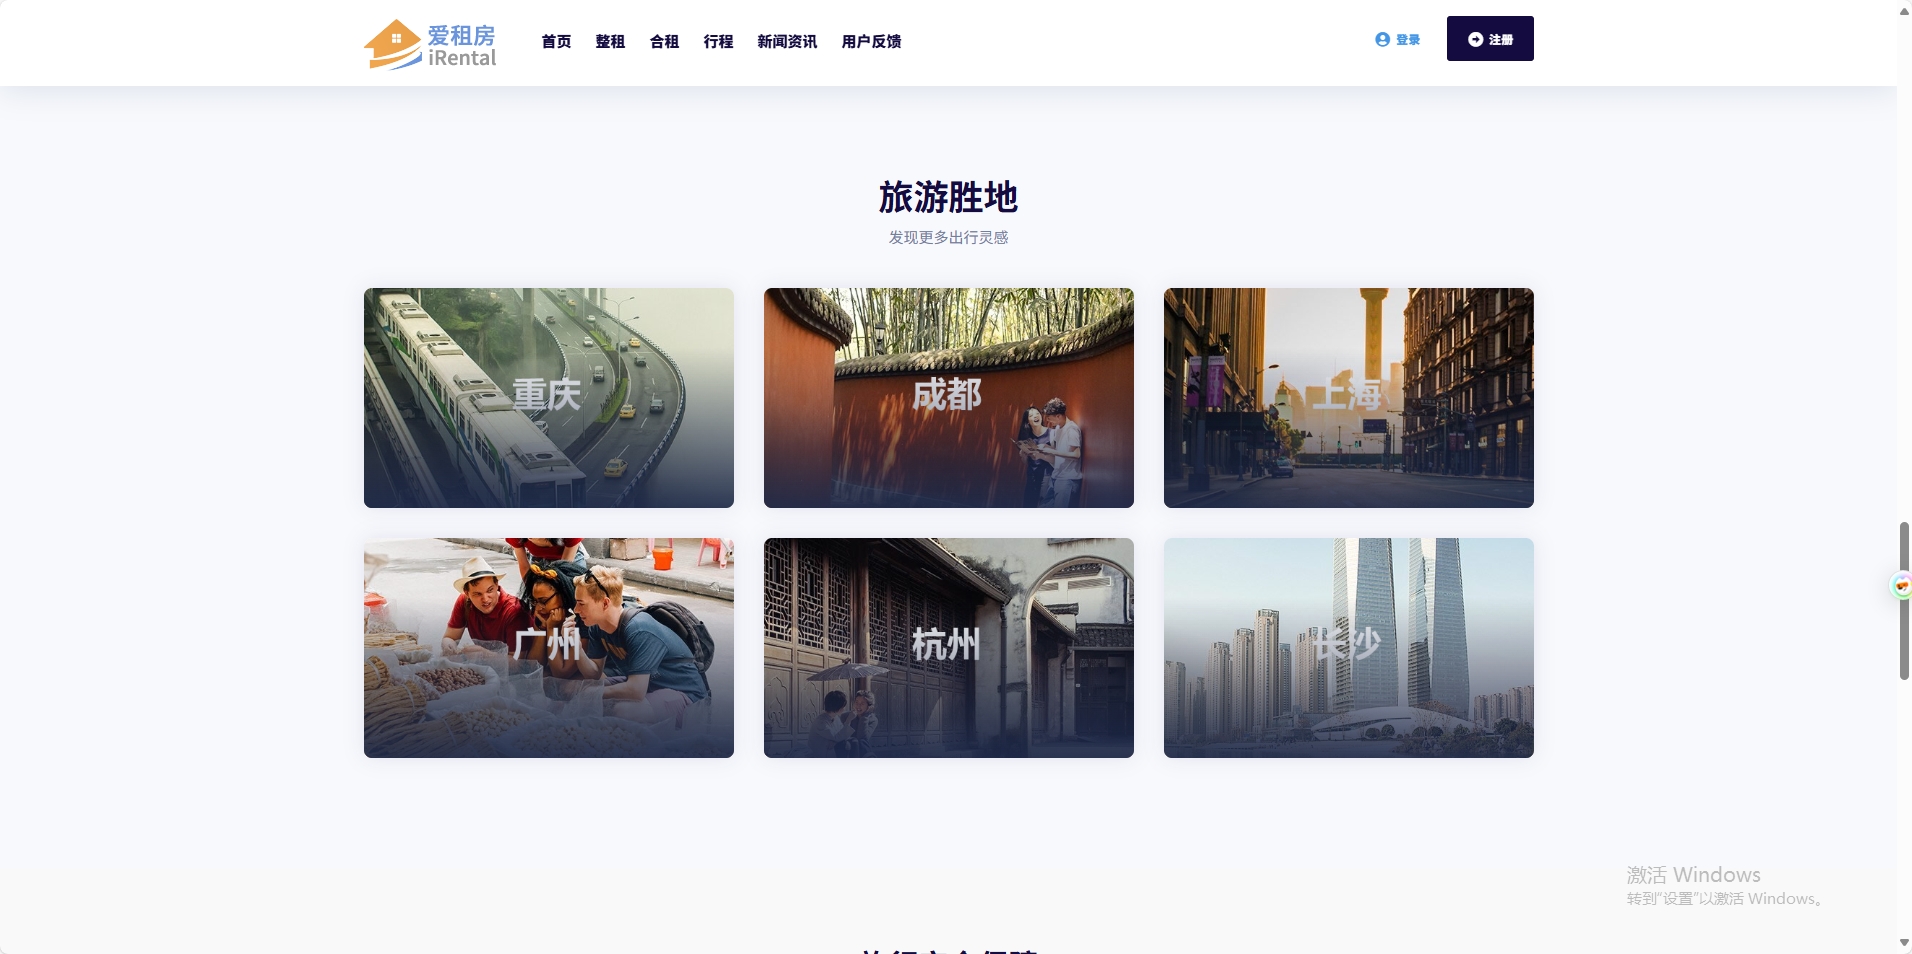 爱租房
iRental
首页 整租 合租 行程 新闻资讯 用户反馈
登录
注册
旅游胜地
发现更多出行灵感
重庆
成都
上海
广州
杭州
长沙
激活 Windows
转到"设置"以激活 Windows。